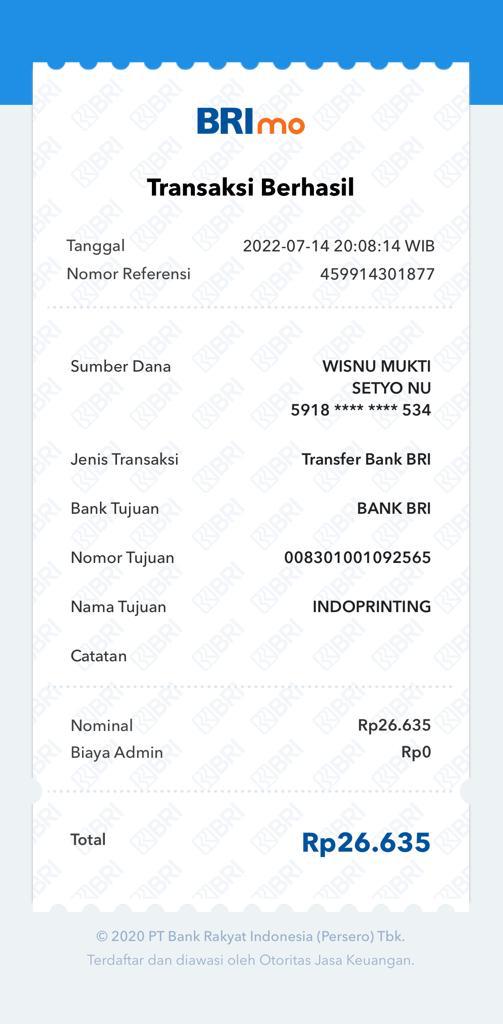 BRImo
Transaksi Berhasil
Tanggal 2022-07-14 20:08:14 WIB
Nomor Referensi 459914301877
Sumber Dana WISNU MUKTI
SETYO NU
5918 **** **** 534
Jenis Transaksi Transfer Bank BRI
Bank Tujuan BANK BRI
Nomor Tujuan 008301001092565
Nama Tujuan INDOPRINTING
Catatan
Nominal Rp26.635
Biaya Admin Rp0
Total Rp26.635
© 2020 PT Bank Rakyat Indonesia (Persero) Tbk.
Terdaftar dan diawasi oleh Otoritas Jasa Keuangan.